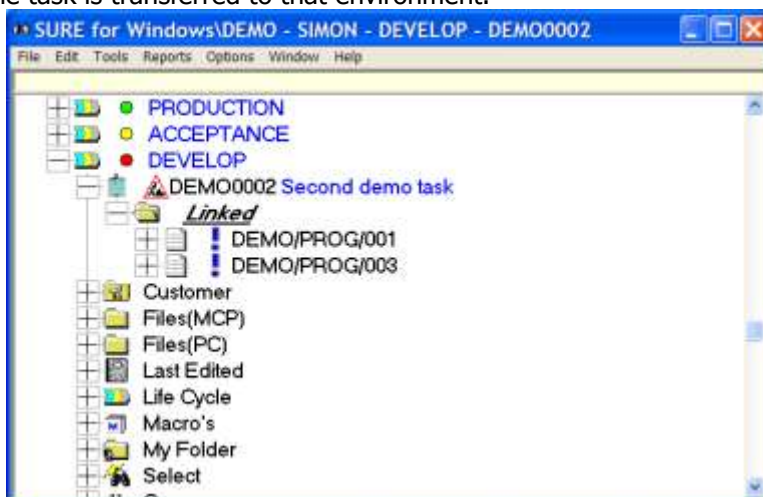 e task is transferred to that environment.
SURE for Windows\DEMO - SIMON - DEVELOP - DEMO0002
File Edit Tools Reports Options Window Help
PRODUCTION
ACCEPTANCE
DEVELOP
DEMO0002 Second demo task
Linked
DEMO/PROG/001
DEMO/PROG/003
Customer
Files(MCP)
Files(PC)
Last Edited
Life Cycle
Macro's
My Folder
Select